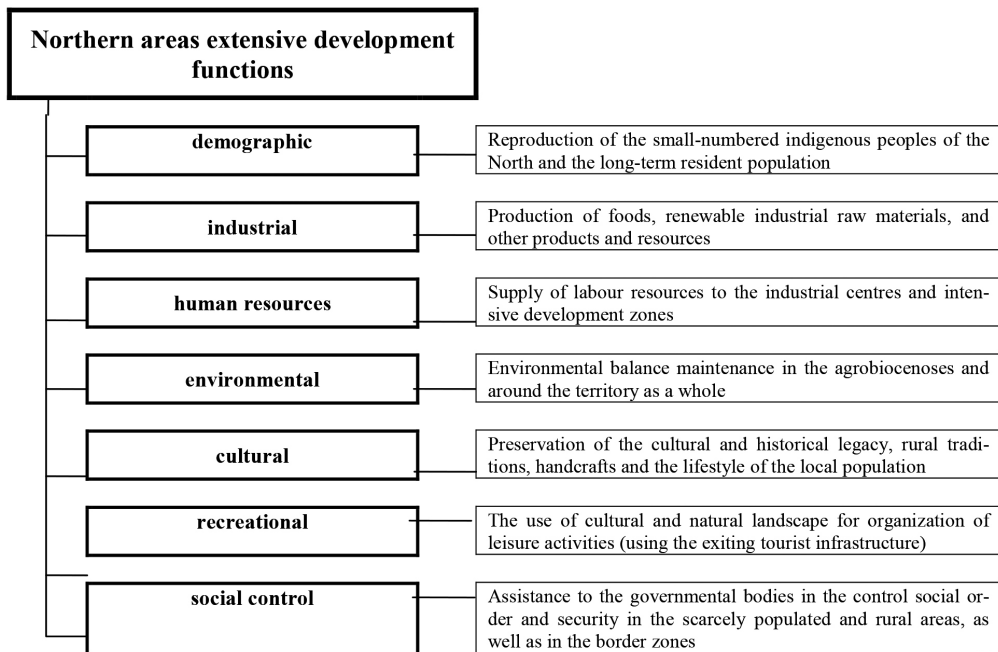 Northern areas extensive development
functions
demographic
Reproduction of the small-numbered indigenous peoples of the
North and the long-term resident population
industrial
Production of foods, renewable industrial raw materials, and
other products and resources
human resources
Supply of labour resources to the industrial centres and inten-
sive development zones
environmental
Environmental balance maintenance in the agrobiocenoses and
around the territory as a whole
cultural
Preservation of the cultural and historical legacy, rural tradi-
tions, handcrafts and the lifestyle of the local population
recreational
The use of cultural and natural landscape for organization of
leisure activities (using the exiting tourist infrastructure)
social control
Assistance to the governmental bodies in the control social or-
der and security in the scarcely populated and rural areas, as
well as in the border zones